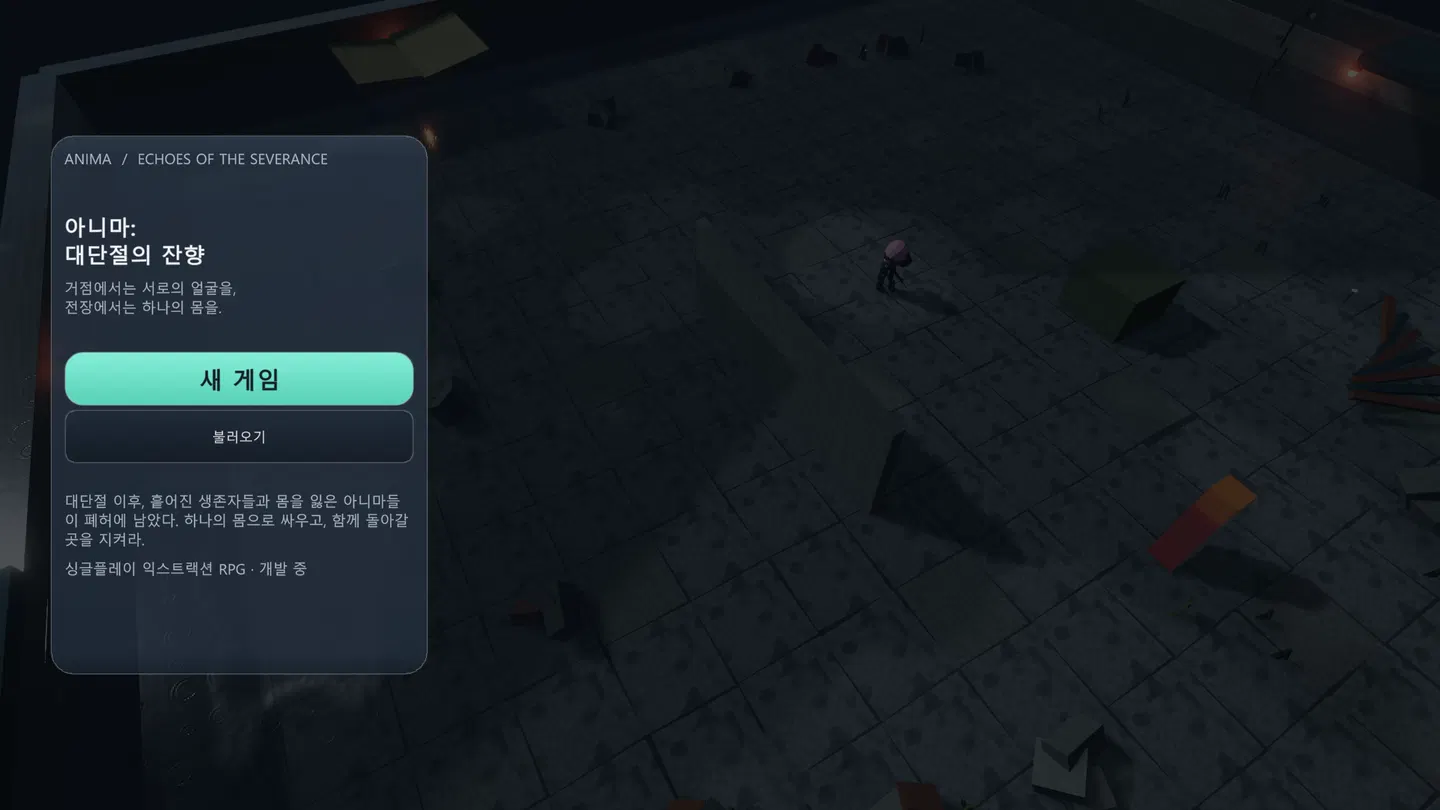 ANIMA / ECHOES OF THE SEVERANCE
아니마:
대단절의 잔향
거점에서는 서로의 얼굴을,
전장에서는 하나의 몸을.
새 게임
불러오기
대단절 이후, 흩어진 생존자들과 몸을 잃은 아니마들
이 폐허에 남았다. 하나의 몸으로 싸우고, 함께 돌아갈
곳을 지켜라.
싱글플레이 익스트랙션 RPG · 개발 중